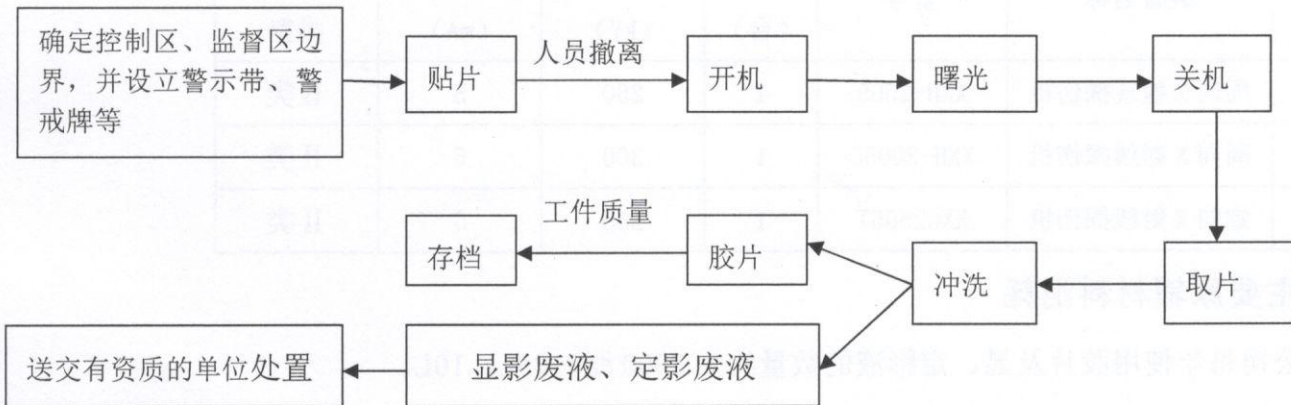 确定控制区、监督区边
界，并设立警示带、警
戒牌等
贴片
人员撤离
开机
曙光
关机
取片
冲洗
胶片
工件质量
存档
显影废液、定影废液
送交有资质的单位处置